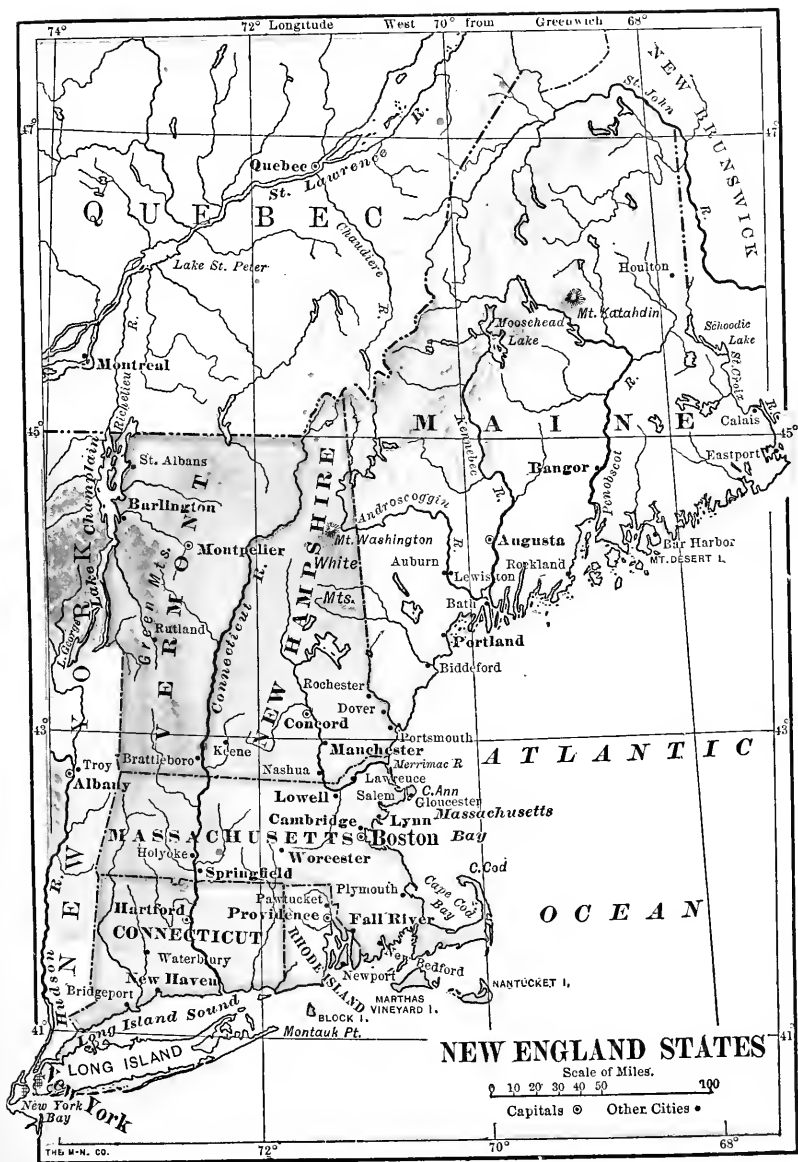 74° 72° Longitude West 70° from Greenwich 68°
NEW BRUNSWICK
St. John R.
47° 47°
Quebec
St. Lawrence R.
QUEBEC
Chaudiere R.
Lake St. Peter
Houlton
Mt. Katahdin
Moosehead Lake
Schoodic Lake
St. Croix R.
Montreal
Richelieu R.
45° 45°
MAINE
Calais
Kennebec R.
Penobscot R.
Eastport
St. Albans
Bangor
Lake Champlain
Burlington
Androscoggin R.
Mt. Washington
Augusta
Bar Harbor
MT. DESERT I.
Montpelier
Green Mts.
VERMONT
NEW HAMPSHIRE
White Mts.
Auburn
Lewiston
Rockland
Bath
L. George
Rutland
Connecticut R.
Portland
Biddeford
Rochester
Dover
Concord
43° 43°
Portsmouth
ATLANTIC
Keene
Manchester
Brattleboro
Merrimac R
Troy
Albany
Nashua
Lawrence
Lowell
Salem
C. Ann
Gloucester
Massachusetts Bay
Cambridge
Lynn
MASSACHUSETTS
Boston
Holyoke
Worcester
Springfield
C. Cod
Plymouth
Cape Cod Bay
Pawtucket
Hartford
Providence
Fall River
OCEAN
CONNECTICUT
RHODE ISLAND
Waterbury
New Bedford
New Haven
Newport
NANTUCKET I.
MARTHAS VINEYARD I.
Bridgeport
BLOCK I.
NEW YORK
Hudson R.
41° 41°
Long Island Sound
Montauk Pt.
LONG ISLAND
New York
New York Bay
NEW ENGLAND STATES
Scale of Miles.
0 10 20 30 40 50 100
Capitals Other Cities
THE M-N. CO.
72° 70° 68°